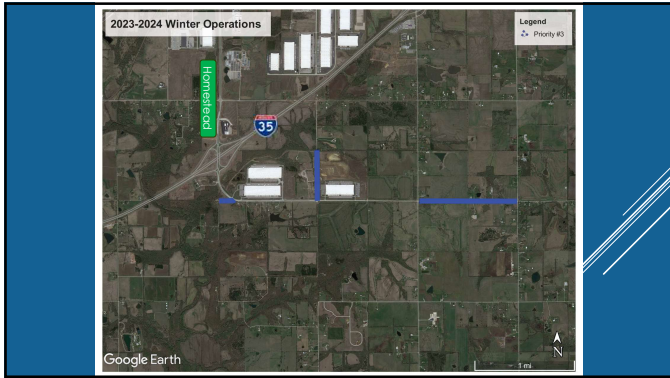 2023-2024 Winter Operations
Legend
Priority #3
Homestead
35
Google Earth
N
1 mi